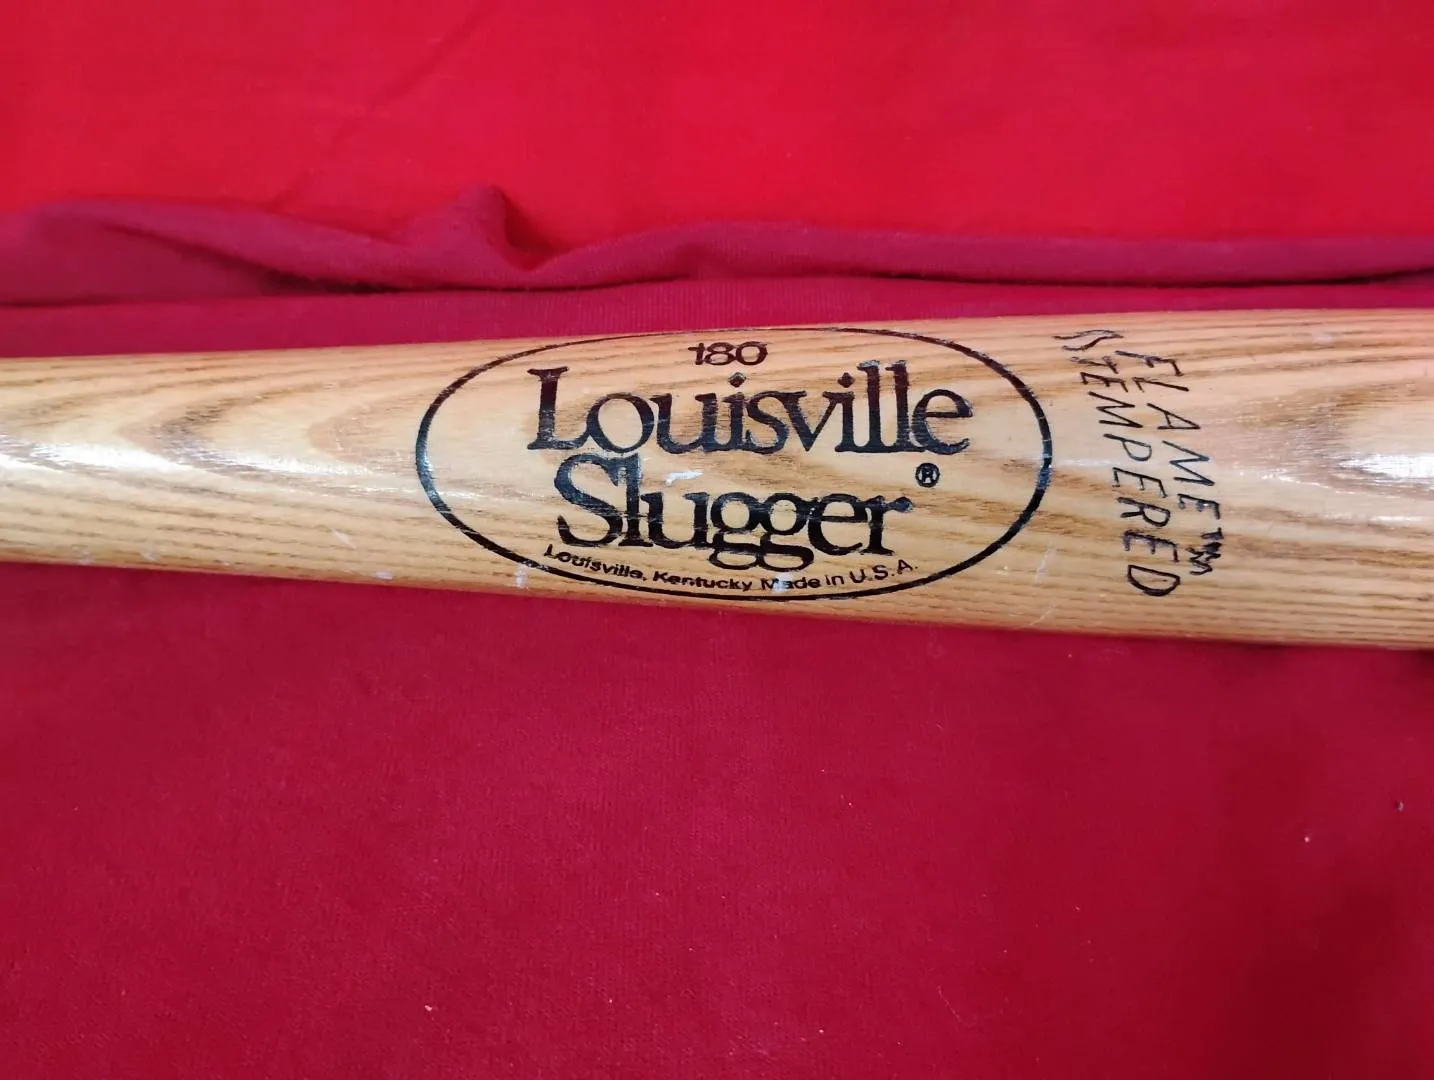 180
Louisville
Slugger®
Louisville, Kentucky Made in U.S.A.
FLAME™
TEMPERED